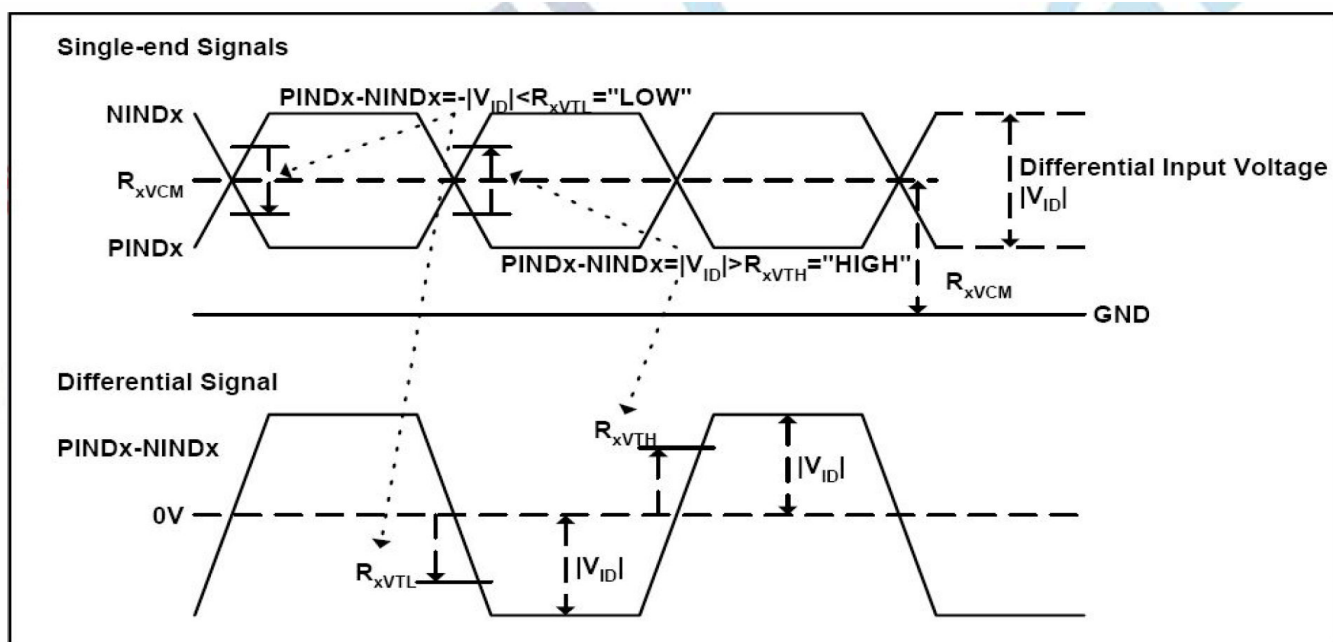 Single-end Signals
PINDx-NINDx=-|VID|<RxVTL="LOW"
NINDx
RxVCM
Differential Input Voltage
|VID|
PINDx
PINDx-NINDx=|VID|>RxVTH="HIGH"
RxVCM
GND
Differential Signal
RxVTH
PINDx-NINDx
|VID|
0V
RxVTL
|VID|